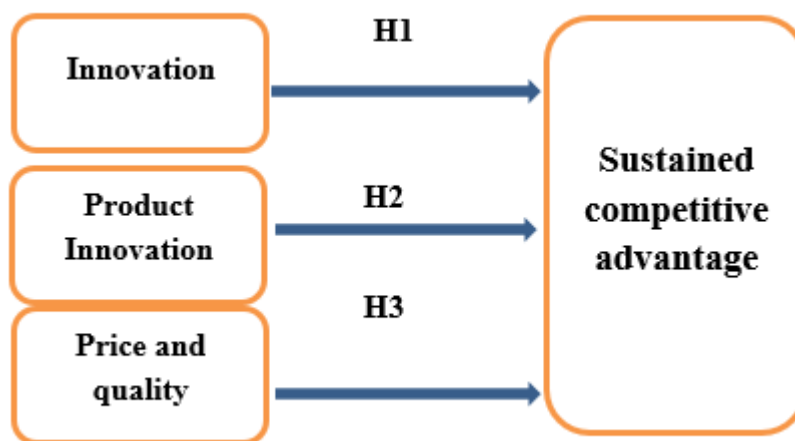 H1
Innovation
Sustained
competitive
advantage
H2
Product
Innovation
H3
Price and
quality